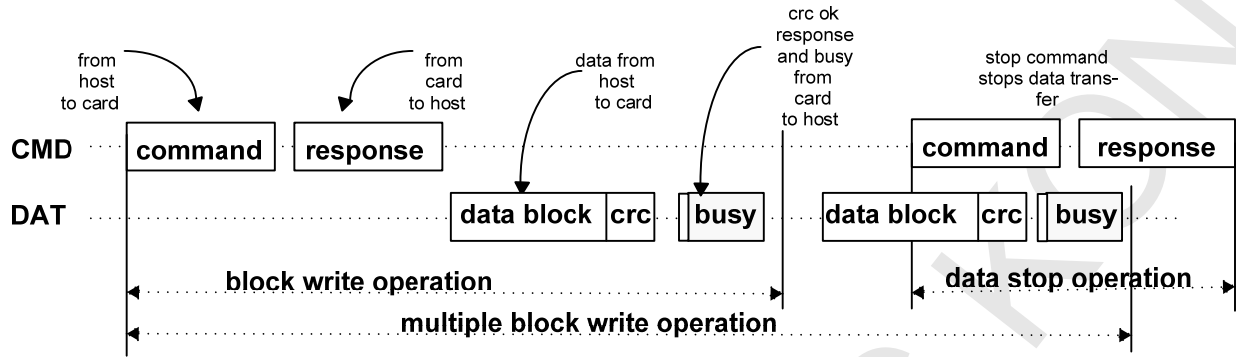 from
host
to card
from
card
to host
data from
host
to card
crc ok
response
and busy
from
card
to host
stop command
stops data trans-
fer
CMD
command
response
command
response
DAT
data block
crc
busy
data block
crc
busy
block write operation
data stop operation
multiple block write operation